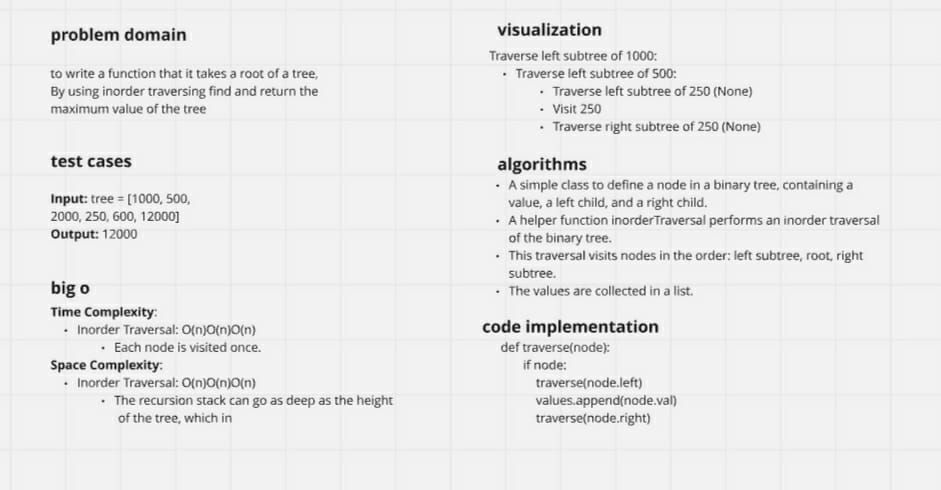 problem domain
to write a function that it takes a root of a tree,
By using inorder traversing find and return the
maximum value of the tree
test cases
Input: tree = [1000, 500,
2000, 250, 600, 12000]
Output: 12000
big o
Time Complexity:
• Inorder Traversal: O(n)O(n)O(n)
• Each node is visited once.
Space Complexity:
• Inorder Traversal: O(n)O(n)O(n)
• The recursion stack can go as deep as the height
of the tree, which in
visualization
Traverse left subtree of 1000:
• Traverse left subtree of 500:
• Traverse left subtree of 250 (None)
• Visit 250
• Traverse right subtree of 250 (None)
algorithms
• A simple class to define a node in a binary tree, containing a
value, a left child, and a right child.
• A helper function inorderTraversal performs an inorder traversal
of the binary tree.
• This traversal visits nodes in the order: left subtree, root, right
subtree.
• The values are collected in a list.
code implementation
def traverse(node):
if node:
traverse(node.left)
values.append(node.val)
traverse(node.right)